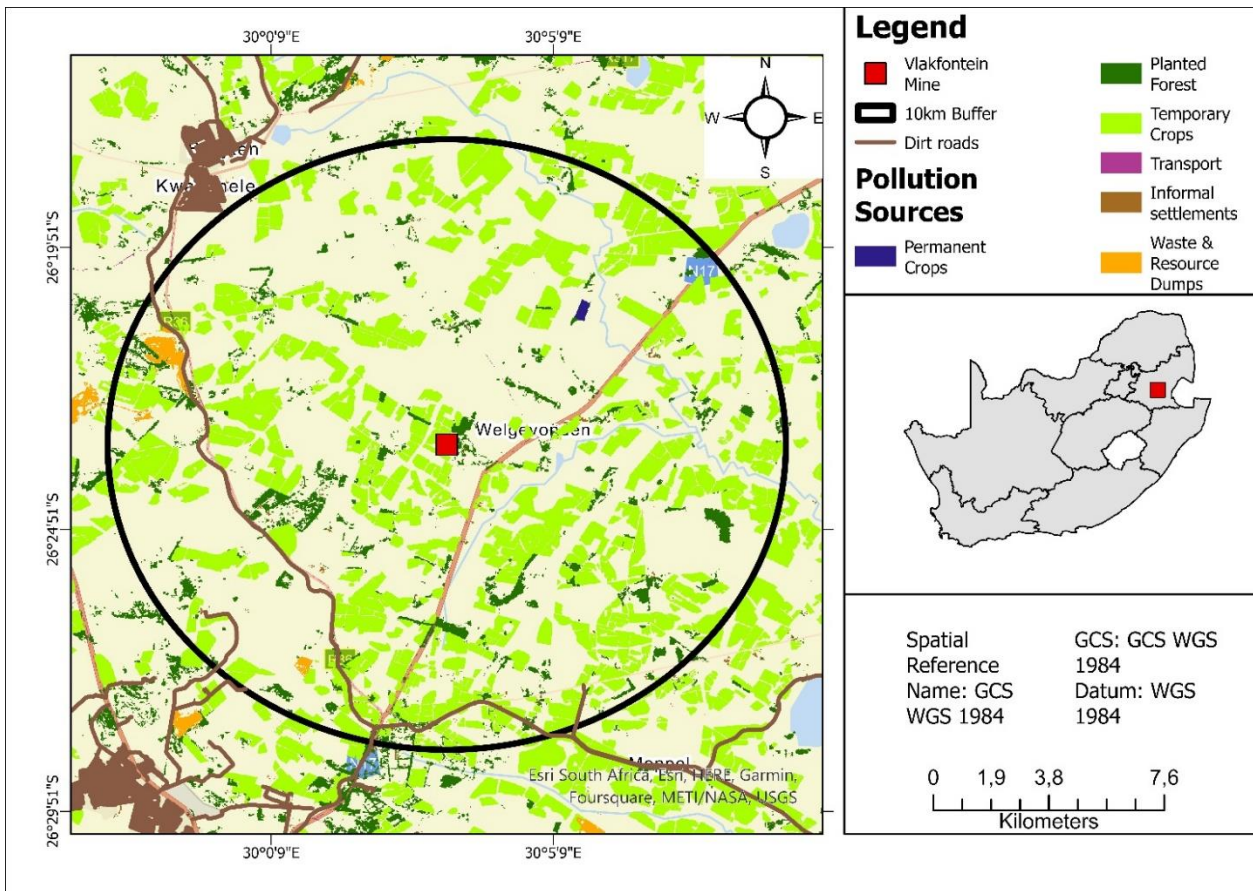 30°0'9"E
30°5'9"E
26°19'51"S
26°24'51"S
26°29'51"S
30°0'9"E
30°5'9"E
N
W
E
S
N17
Welgevonden
Esri South Africa, Esri, HERE, Garmin,
Foursquare, METI/NASA, USGS
Legend
Vlakfontein
Mine
10km Buffer
Dirt roads
Pollution
Sources
Permanent
Crops
Planted
Forest
Temporary
Crops
Transport
Informal
settlements
Waste &
Resource
Dumps
Spatial
Reference
Name: GCS
WGS 1984
GCS: GCS WGS
1984
Datum: WGS
1984
0 1,9 3,8 7,6
Kilometers